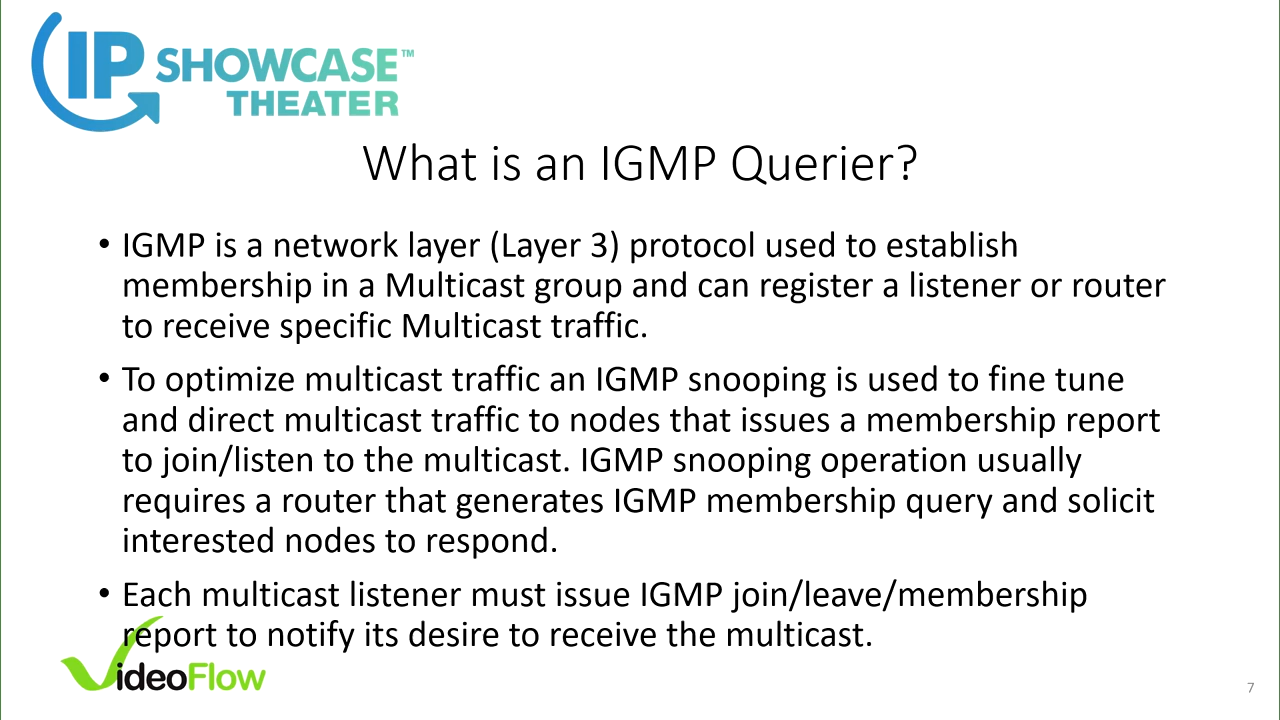 IP SHOWCASE™
THEATER
What is an IGMP Querier?
• IGMP is a network layer (Layer 3) protocol used to establish
membership in a Multicast group and can register a listener or router
to receive specific Multicast traffic.
• To optimize multicast traffic an IGMP snooping is used to fine tune
and direct multicast traffic to nodes that issues a membership report
to join/listen to the multicast. IGMP snooping operation usually
requires a router that generates IGMP membership query and solicit
interested nodes to respond.
• Each multicast listener must issue IGMP join/leave/membership
report to notify its desire to receive the multicast.
VideoFlow
7